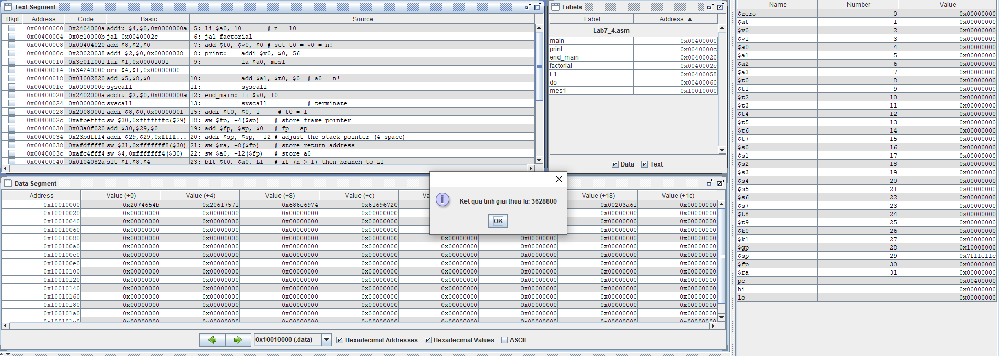 Text Segment
Bkpt Address Code Basic Source
0x00400000 0x2404000a addiu $4,$0,0x0000000a 5: li $a0, 10 # n = 10
0x00400004 0x0c10000b jal 0x0040002c 6: jal factorial
0x00400008 0x00404020 add $8,$2,$0 7: add $t0, $v0, $0 # set t0 = v0 = n!
0x0040000c 0x20020038 addi $2,$0,0x00000038 8: print: addi $v0, $0, 56
0x00400010 0x3c011001 lui $1,0x00001001 9: la $a0, mes1
0x00400014 0x34240000 ori $4,$1,0x00000000
0x00400018 0x01002820 add $5,$8,$0 10: add $a1, $t0, $0 # a0 = n!
0x0040001c 0x0000000c syscall 11: syscall
0x00400020 0x2402000a addiu $2,$0,0x0000000a 12: end_main: li $v0, 10
0x00400024 0x0000000c syscall 13: syscall # terminate
0x00400028 0x20080001 addi $8,$0,0x00000001 15: addi $t0, $0, 1 # t0 = 1
0x0040002c 0xafbefffc sw $30,0xfffffffc($29) 18: sw $fp, -4($sp) # store frame pointer
0x00400030 0x03a0f020 add $30,$29,$0 19: add $fp, $sp, $0 # fp = sp
0x00400034 0x23bdfff4 addi $29,$29,0xffff... 20: addi $sp, $sp, -12 # adjust the stack pointer (4 space)
0x00400038 0xafdffff8 sw $31,0xfffffff8($30) 21: sw $ra, -8($fp) # store return address
0x0040003c 0xafc4fff4 sw $4,0xfffffff4($30) 22: sw $a0, -12($fp) # store a0
0x00400040 0x0104082a slt $1,$8,$4 23: blt $t0, $a0, L1 # if (n > 1) then branch to L1
Labels
Label Address ▲
Lab7_4.asm
main 0x00400000
print 0x0040000c
end_main 0x00400020
factorial 0x0040002c
L1 0x00400058
do 0x00400060
mes1 0x10010000
Data Text
Name Number Value
$zero 0 0x00000000
$at 1 0x00000000
$v0 2 0x00000000
$v1 3 0x00000000
$a0 4 0x00000000
$a1 5 0x00000000
$a2 6 0x00000000
$a3 7 0x00000000
$t0 8 0x00000000
$t1 9 0x00000000
$t2 10 0x00000000
$t3 11 0x00000000
$t4 12 0x00000000
$t5 13 0x00000000
$t6 14 0x00000000
$t7 15 0x00000000
$s0 16 0x00000000
$s1 17 0x00000000
$s2 18 0x00000000
$s3 19 0x00000000
$s4 20 0x00000000
$s5 21 0x00000000
$s6 22 0x00000000
$s7 23 0x00000000
$t8 24 0x00000000
$t9 25 0x00000000
$k0 26 0x00000000
$k1 27 0x00000000
$gp 28 0x10008000
$sp 29 0x7fffeffc
$fp 30 0x00000000
$ra 31 0x00000000
pc 0x00400000
hi 0x00000000
lo 0x00000000
Ket qua tinh giai thua la: 3628800
OK
Data Segment
Address Value (+0) Value (+4) Value (+8) Value (+c) Value (+18) Value (+1c)
0x10010000 0x2074654b 0x20617571 0x686e6974 0x61696720 0x00203a61 0x00000000
0x10010020 0x00000000 0x00000000 0x00000000 0x00000000 0x00000000 0x00000000
0x10010040 0x00000000 0x00000000 0x00000000 0x00000000 0x00000000 0x00000000
0x10010060 0x00000000 0x00000000 0x00000000 0x00000000 0x00000000 0x00000000
0x10010080 0x00000000 0x00000000 0x00000000 0x00000000 0x00000000 0x00000000 0x00000000 0x00000000
0x100100a0 0x00000000 0x00000000 0x00000000 0x00000000 0x00000000 0x00000000 0x00000000 0x00000000
0x100100c0 0x00000000 0x00000000 0x00000000 0x00000000 0x00000000 0x00000000 0x00000000 0x00000000
0x100100e0 0x00000000 0x00000000 0x00000000 0x00000000 0x00000000 0x00000000 0x00000000 0x00000000
0x10010100 0x00000000 0x00000000 0x00000000 0x00000000 0x00000000 0x00000000 0x00000000 0x00000000
0x10010120 0x00000000 0x00000000 0x00000000 0x00000000 0x00000000 0x00000000 0x00000000 0x00000000
0x10010140 0x00000000 0x00000000 0x00000000 0x00000000 0x00000000 0x00000000 0x00000000 0x00000000
0x10010160 0x00000000 0x00000000 0x00000000 0x00000000 0x00000000 0x00000000 0x00000000 0x00000000
0x10010180 0x00000000 0x00000000 0x00000000 0x00000000 0x00000000 0x00000000 0x00000000 0x00000000
0x100101a0 0x00000000 0x00000000 0x00000000 0x00000000 0x00000000 0x00000000 0x00000000 0x00000000
0x10010000 (.data) Hexadecimal Addresses Hexadecimal Values ASCII